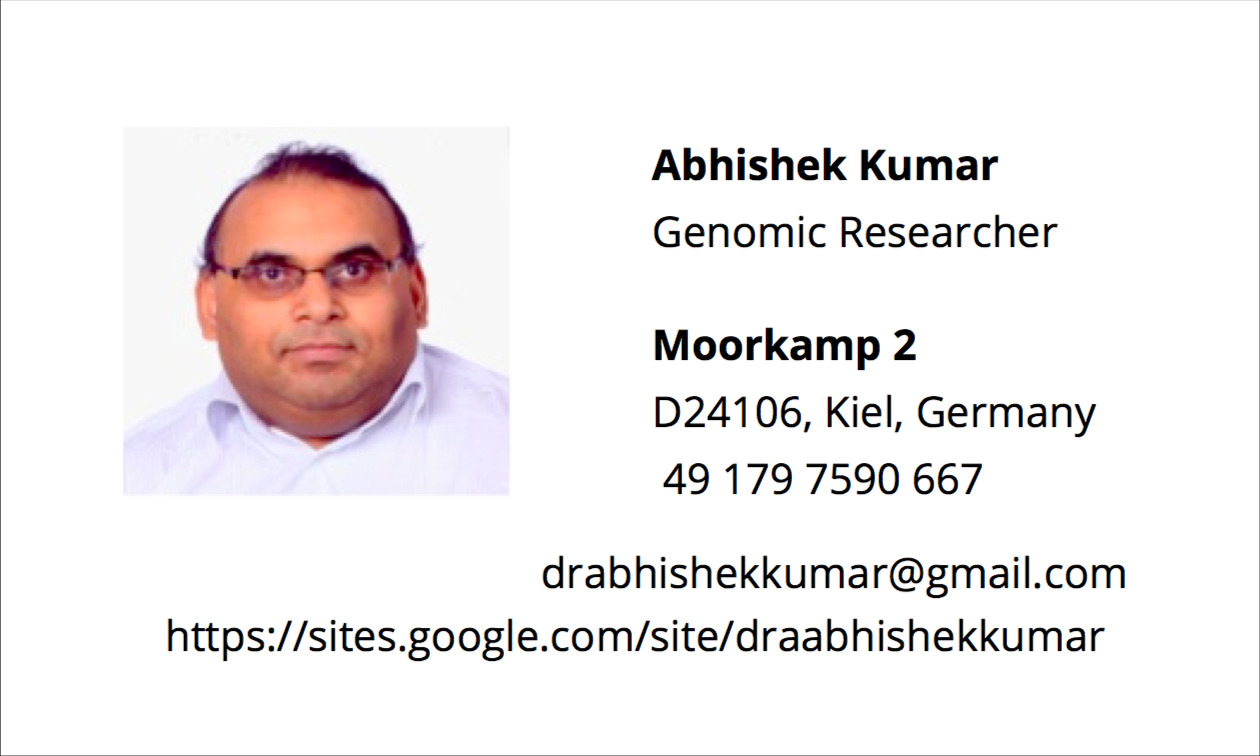 Abhishek Kumar
Genomic Researcher
Moorkamp 2
D24106, Kiel, Germany
49 179 7590 667
drabhishekkumar@gmail.com
https://sites.google.com/site/draabhishekkumar